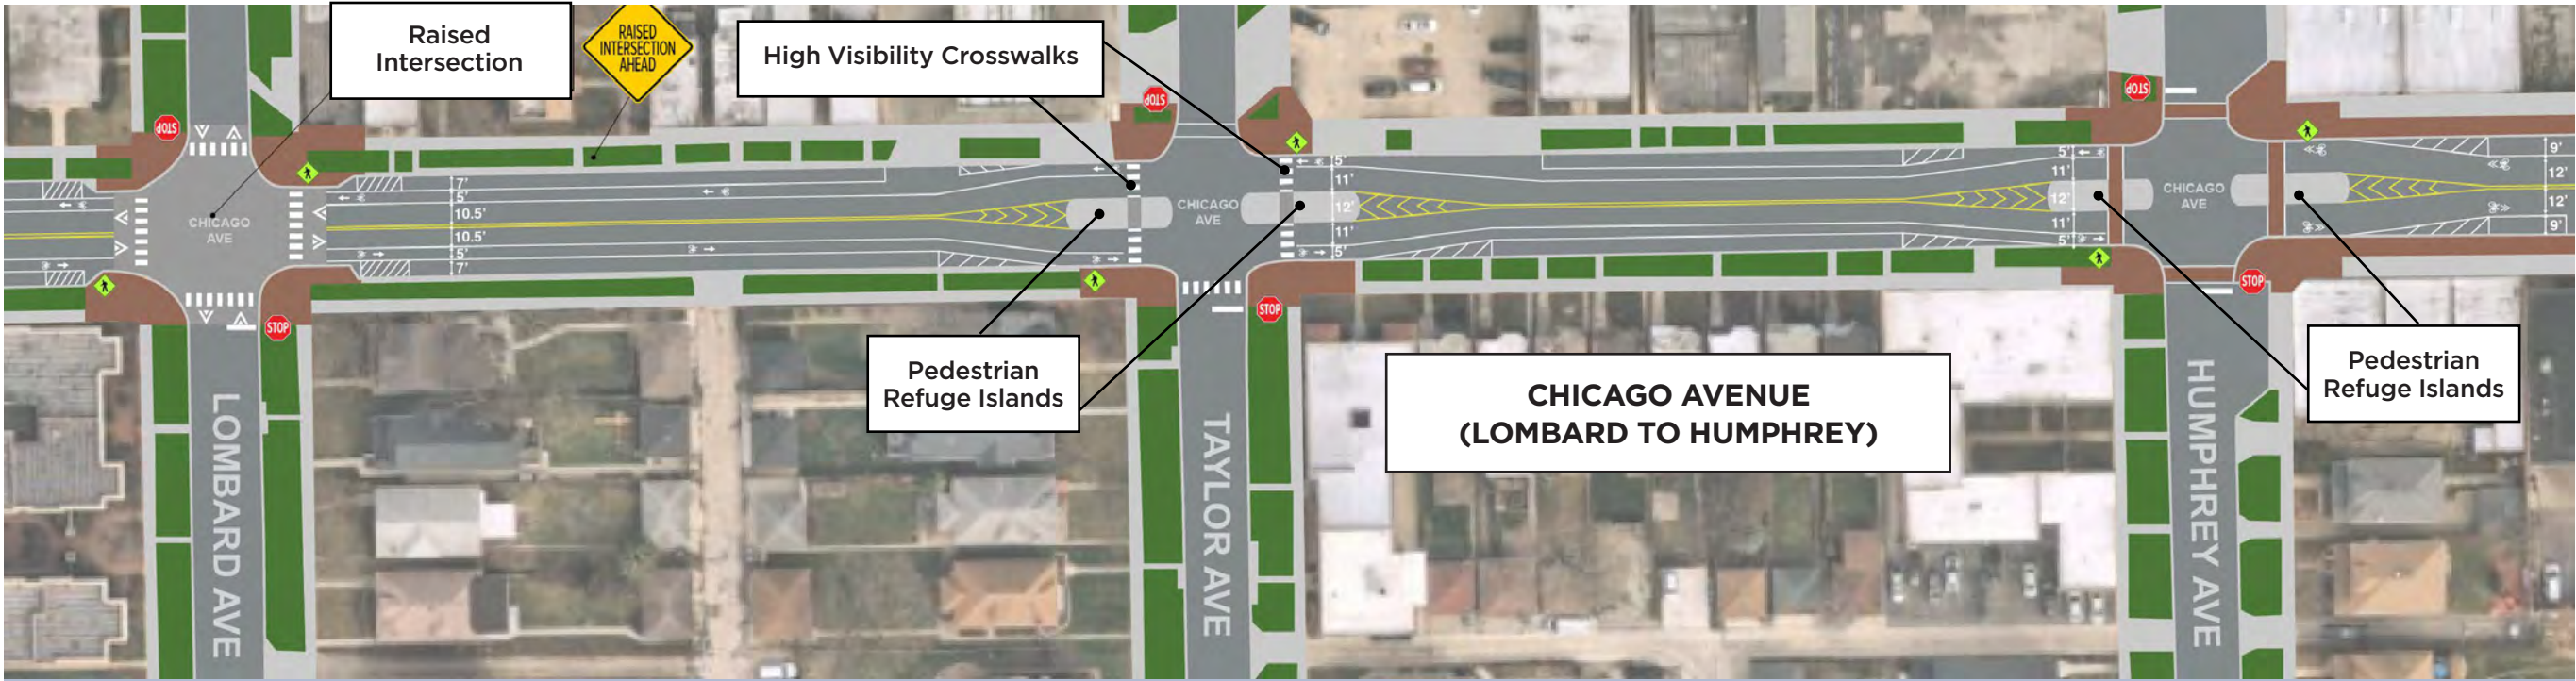 Raised
Intersection
RAISED
INTERSECTION
AHEAD
High Visibility Crosswalks
STOP
STOP
STOP
CHICAGO
AVE
7'
5'
10.5'
10.5'
5'
7'
CHICAGO
AVE
5'
11'
12'
11'
5'
5'
11'
12'
11'
5'
CHICAGO
AVE
9'
12'
12'
9'
STOP
STOP
STOP
Pedestrian
Refuge Islands
CHICAGO AVENUE
(LOMBARD TO HUMPHREY)
Pedestrian
Refuge Islands
LOMBARD AVE
TAYLOR AVE
HUMPHREY AVE